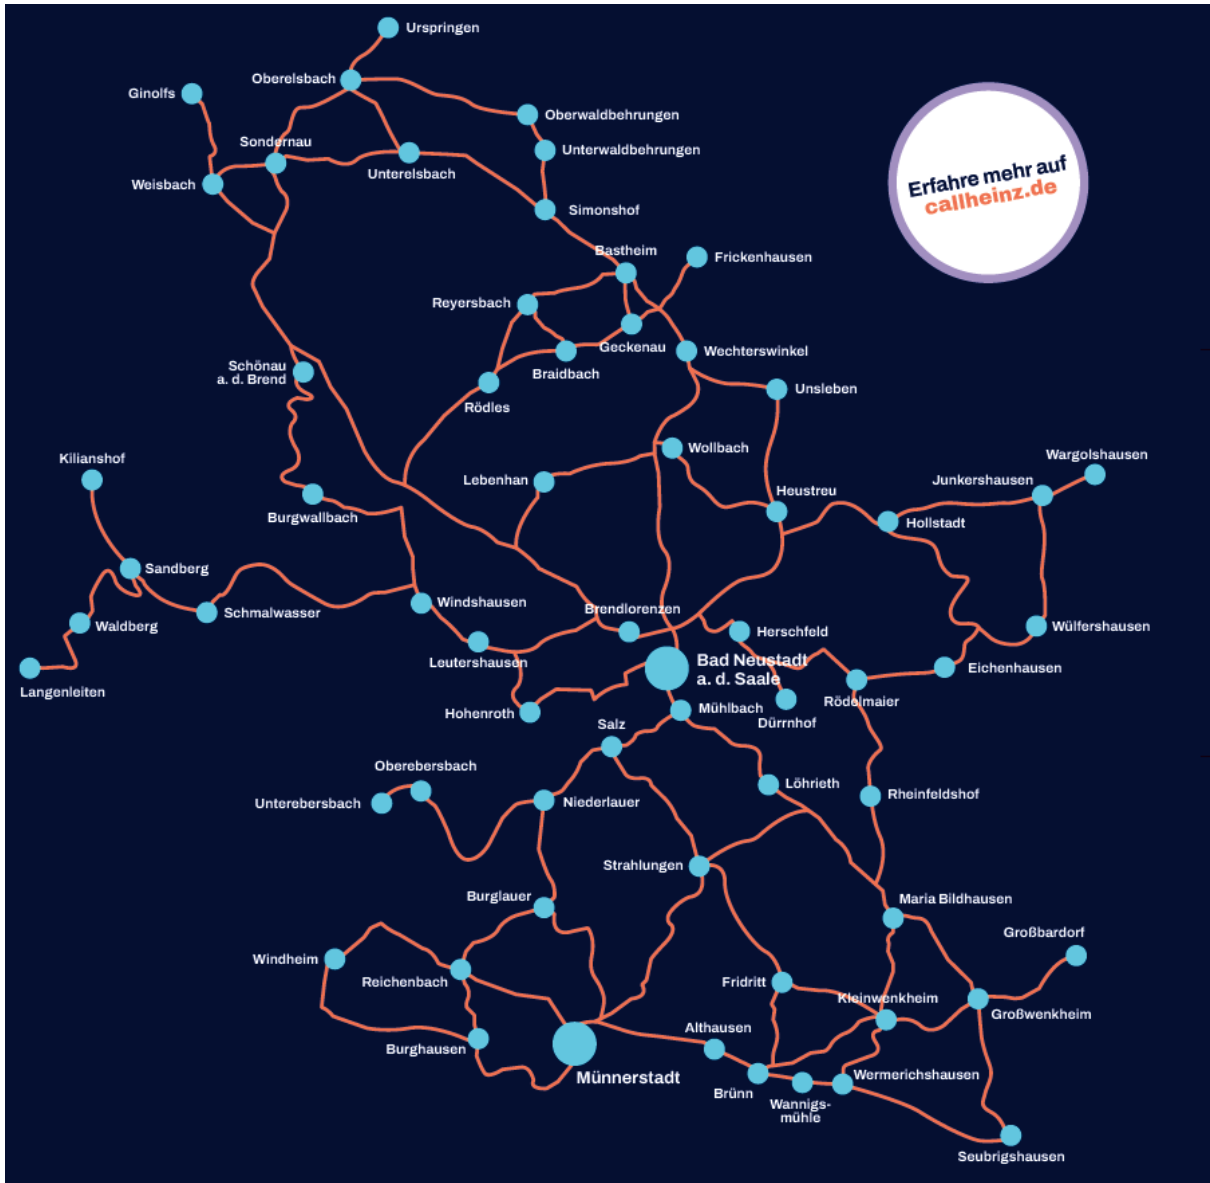 Urspringen
Oberelsbach
Ginolfs
Oberwaldbehrungen
Sondernau
Unterwaldbehrungen
Unterelsbach
Weisbach
Erfahre mehr auf
callheinz.de
Simonshof
Bastheim
Frickenhausen
Reyersbach
Geckenau
Wechterswinkel
Schönau
a. d. Brend
Braidbach
Unsleben
Rödles
Wollbach
Kilianshof
Wargolshausen
Lebenhan
Junkershausen
Heustreu
Burgwallbach
Hollstadt
Sandberg
Windshausen
Brendlorenzen
Schmalwasser
Waldberg
Herschfeld
Wülfershausen
Leutershausen
Bad Neustadt
a. d. Saale
Eichenhausen
Langenleiten
Rödelmaier
Hohenroth
Mühlbach
Dürrnhof
Salz
Oberebersbach
Löhrieth
Rheinfeldshof
Unterebersbach
Niederlauer
Strahlungen
Burglauer
Maria Bildhausen
Großbardorf
Windheim
Reichenbach
Fridritt
Kleinwenkheim
Großwenkheim
Althausen
Burghausen
Münnerstadt
Wermerichshausen
Brünn
Wannigs-
mühle
Seubrigshausen